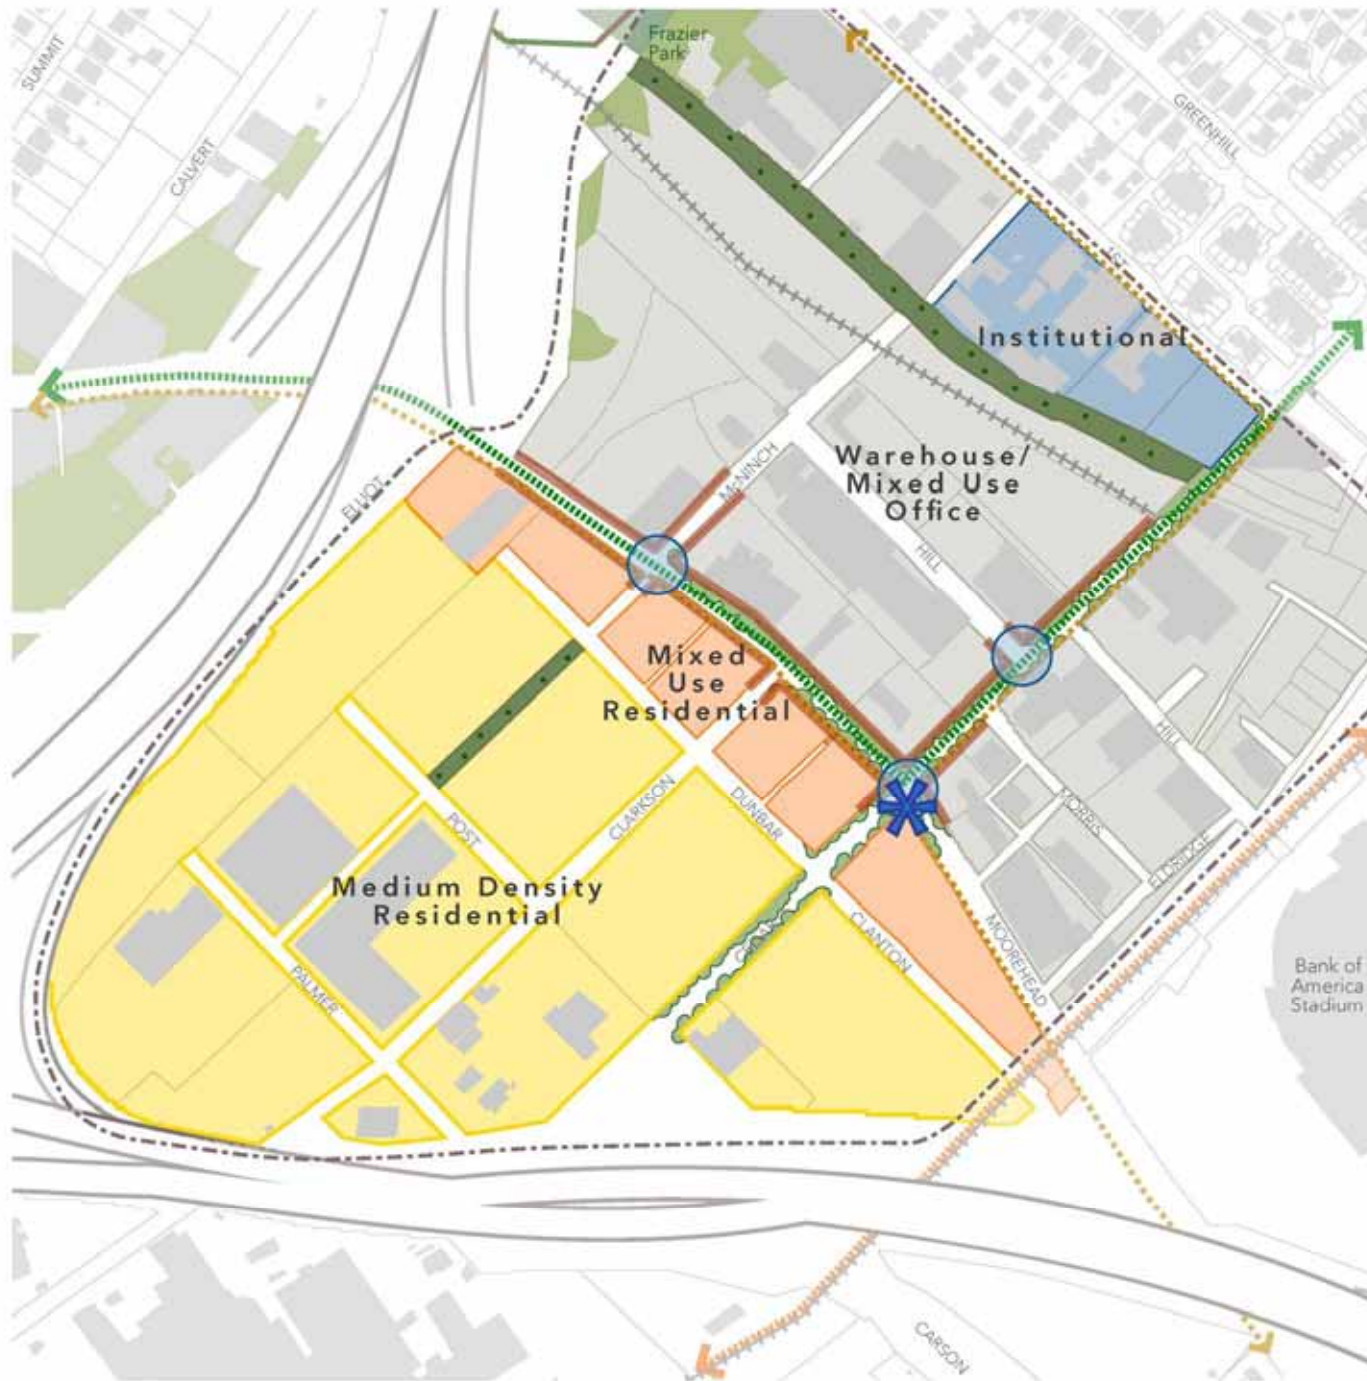 SUMMIT
Frazier
Park
GREENHILL
CALVERT
Institutional
Warehouse/
Mixed Use
Office
McNINCH
ELLIOT
HILL
Mixed
Use
Residential
HILL
DUNBAR
MORRIS
CLARKSON
POST
ELDRIDGE
Medium Density
Residential
CLANTON
MOOREHEAD
PALMER
Bank of
America
Stadium
CARSON